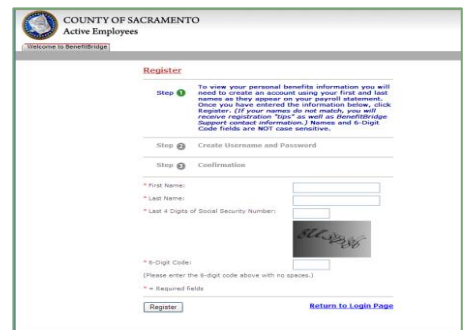 COUNTY OF SACRAMENTO
Active Employees
Welcome to BenefitBridge
Register
Step 1
To view your personal benefits information you will
need to create an account using your first and last
names as they appear on your payroll statement.
Once you have entered the information below, click
Register. (If your names do not match, you will
receive registration "tips" as well as BenefitBridge
Support contact information.) Names and 6-Digit
Code fields are NOT case sensitive.
Step 2 Create Username and Password
Step 3 Confirmation
* First Name:
* Last Name:
* Last 4 Digits of Social Security Number:
* 6-Digit Code:
(Please enter the 6-digit code above with no spaces.)
* = Required fields
Register
Return to Login Page